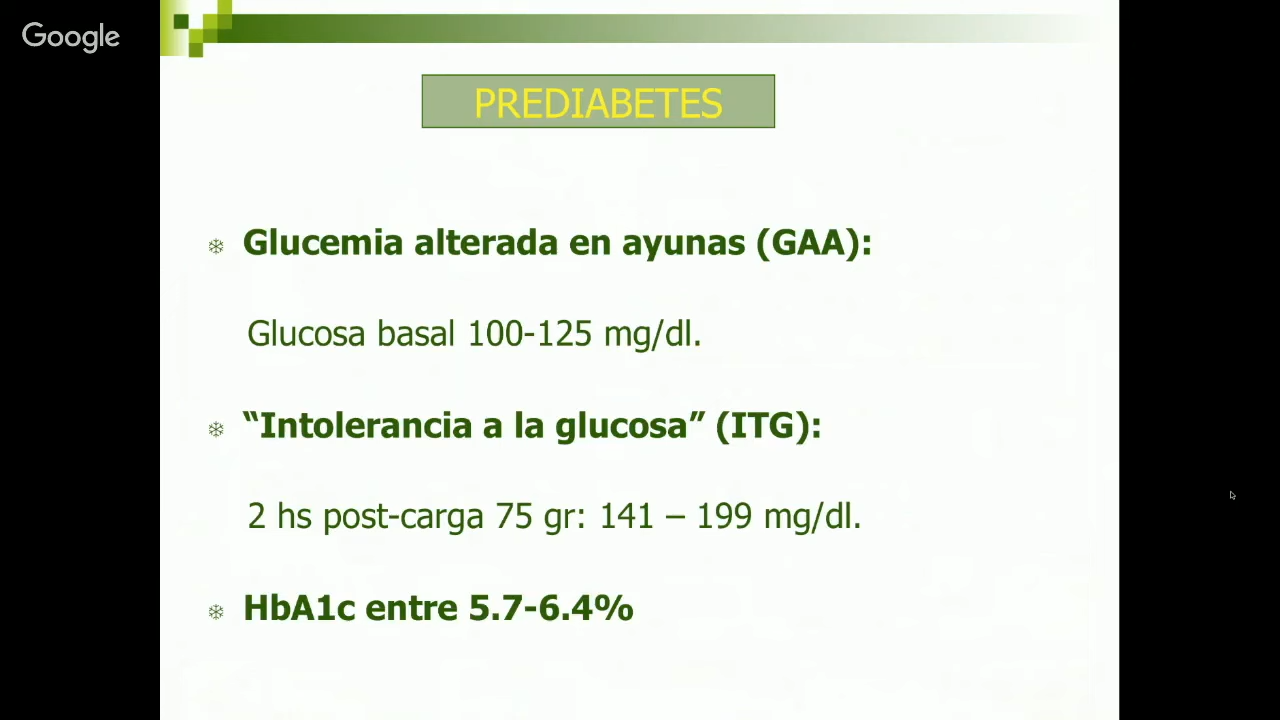 Google
PREDIABETES
Glucemia alterada en ayunas (GAA):
Glucosa basal 100-125 mg/dl.
“Intolerancia a la glucosa” (ITG):
2 hs post-carga 75 gr: 141 – 199 mg/dl.
HbA1c entre 5.7-6.4%